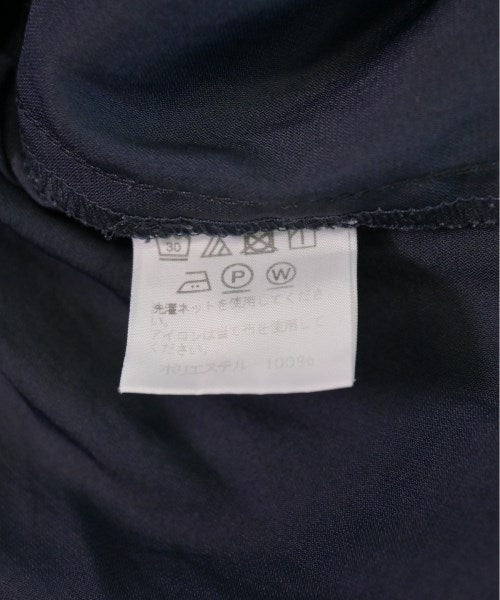 30
P W
洗濯ネットを使用してくださ
い。
アイロンは当て布を使用して
ください。
ポリエステル 100%